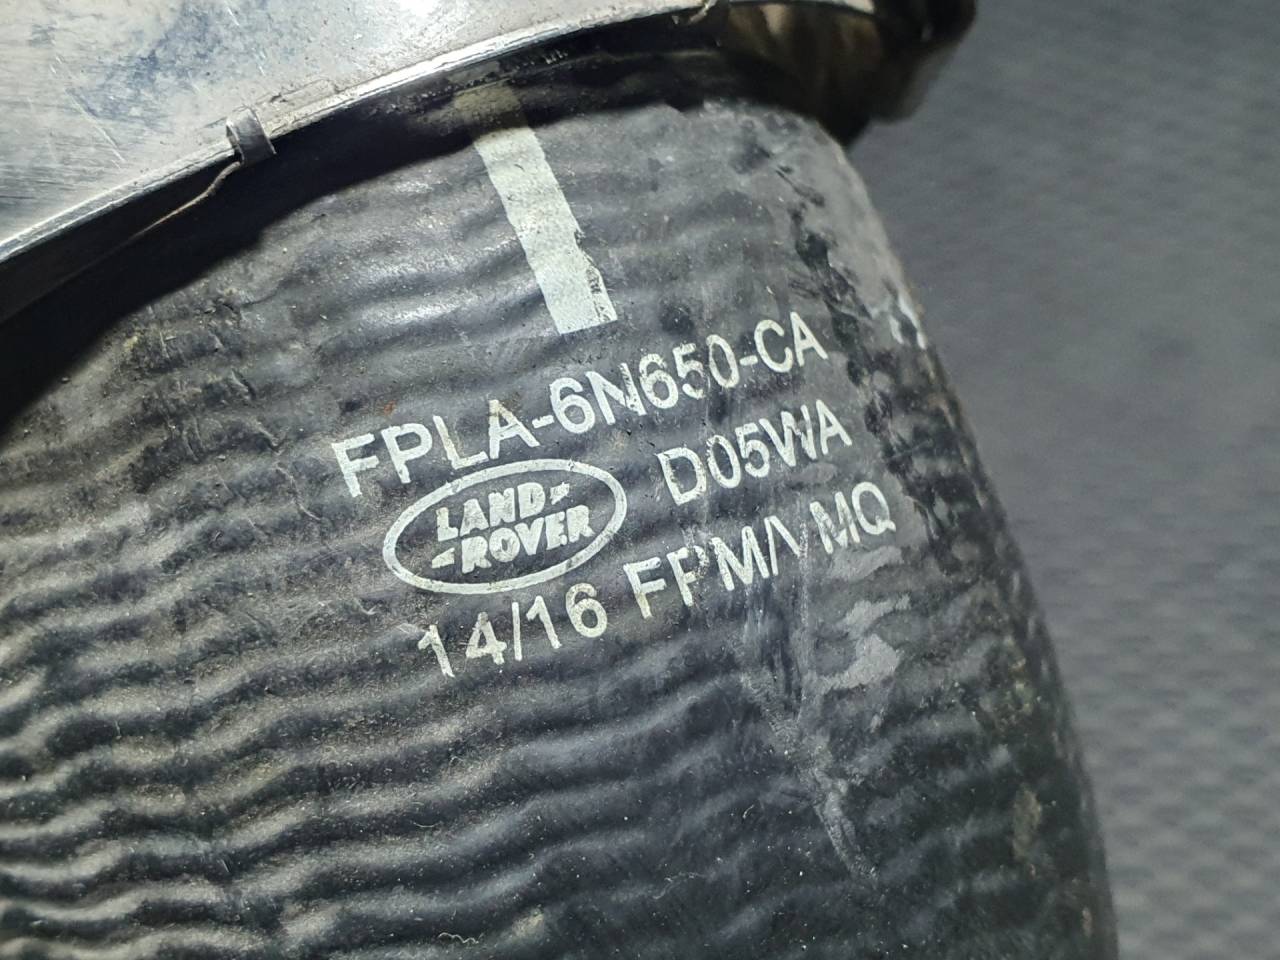 FPLA-6N650-CA
LAND-
-ROVER
D05WA
14/16 FPM/VMQ